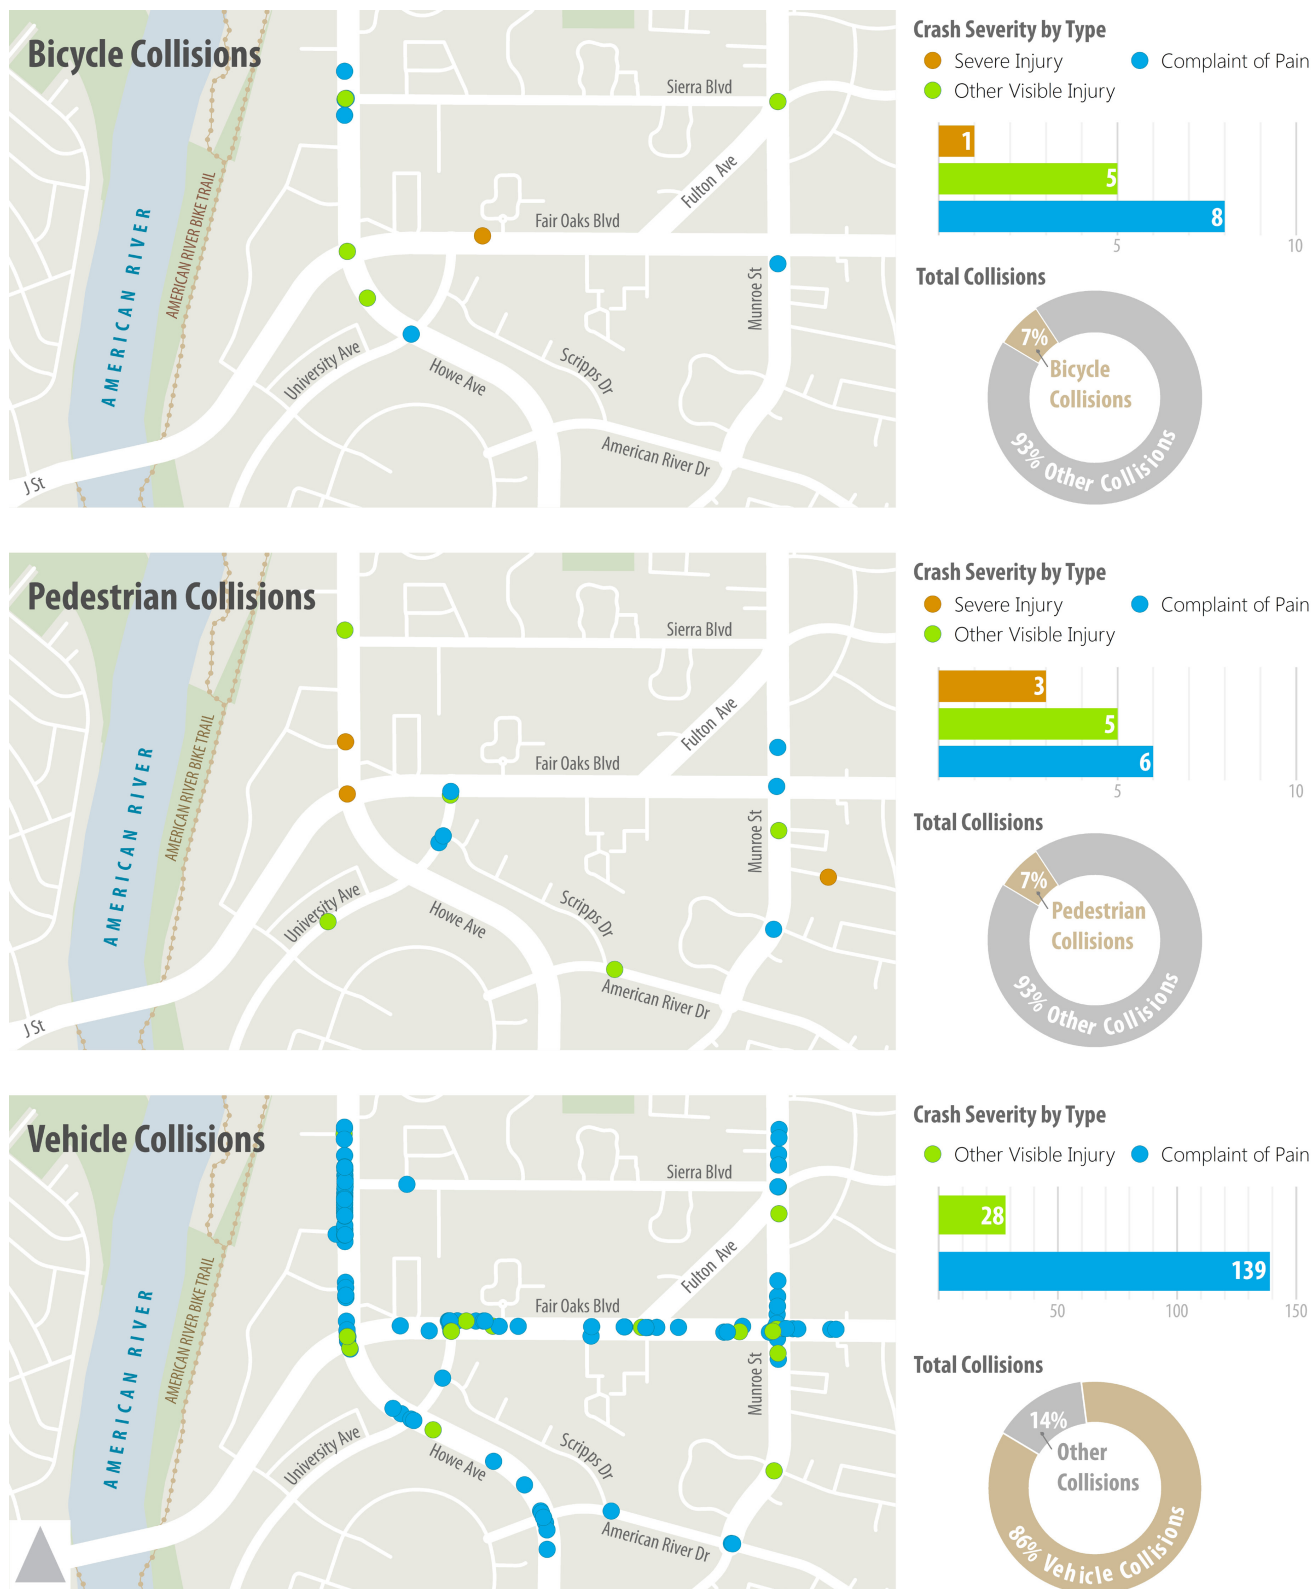 Bicycle Collisions
Sierra Blvd
Fulton Ave
Fair Oaks Blvd
AMERICAN RIVER
AMERICAN RIVER BIKE TRAIL
Munroe St
University Ave
Howe Ave
Scripps Dr
American River Dr
J St
Crash Severity by Type
Severe Injury
Complaint of Pain
Other Visible Injury
1
5
8
5
10
Total Collisions
7%
Bicycle
Collisions
93% Other Collisions
Pedestrian Collisions
Sierra Blvd
Fulton Ave
Fair Oaks Blvd
AMERICAN RIVER
AMERICAN RIVER BIKE TRAIL
Munroe St
University Ave
Howe Ave
Scripps Dr
American River Dr
J St
Crash Severity by Type
Severe Injury
Complaint of Pain
Other Visible Injury
3
5
6
5
10
Total Collisions
7%
Pedestrian
Collisions
93% Other Collisions
Vehicle Collisions
Sierra Blvd
Fulton Ave
Fair Oaks Blvd
AMERICAN RIVER
AMERICAN RIVER BIKE TRAIL
Munroe St
University Ave
Howe Ave
Scripps Dr
American River Dr
Crash Severity by Type
Other Visible Injury
Complaint of Pain
28
139
50
100
150
Total Collisions
14%
Other
Collisions
86% Vehicle Collisions